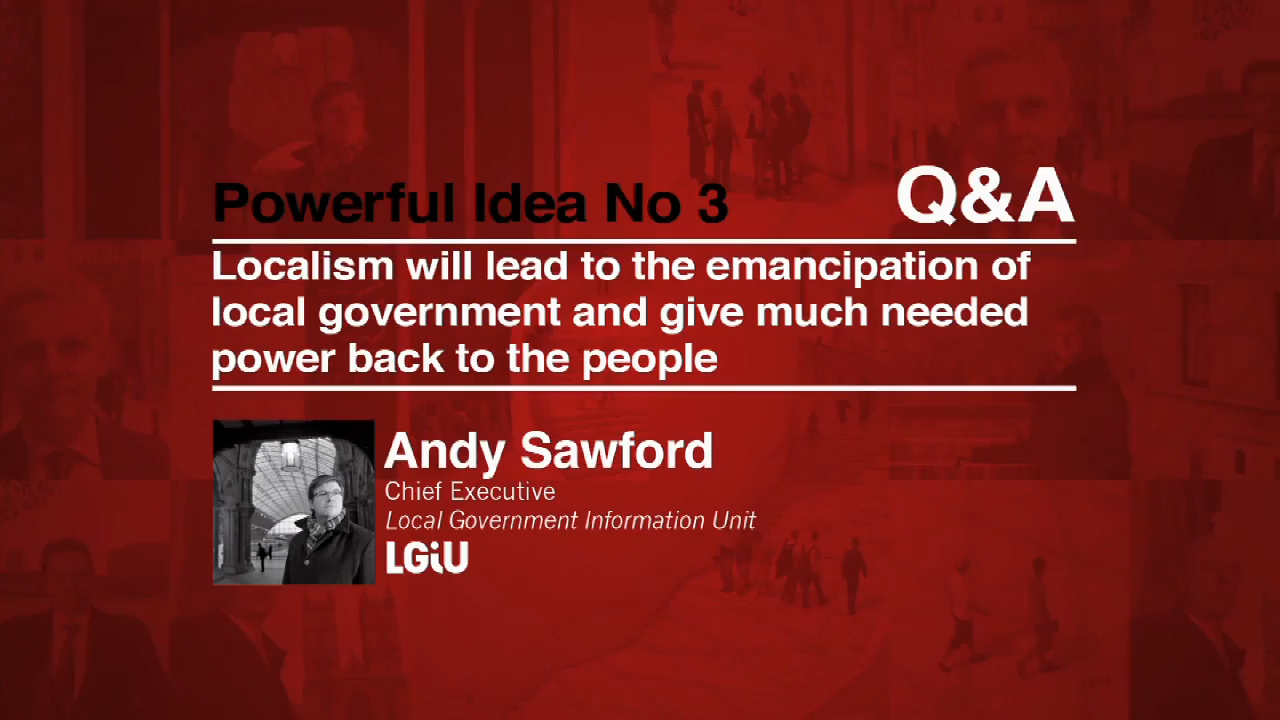 Powerful Idea No 3
Q&A
Localism will lead to the emancipation of
local government and give much needed
power back to the people
Andy Sawford
Chief Executive
Local Government Information Unit
LGiU